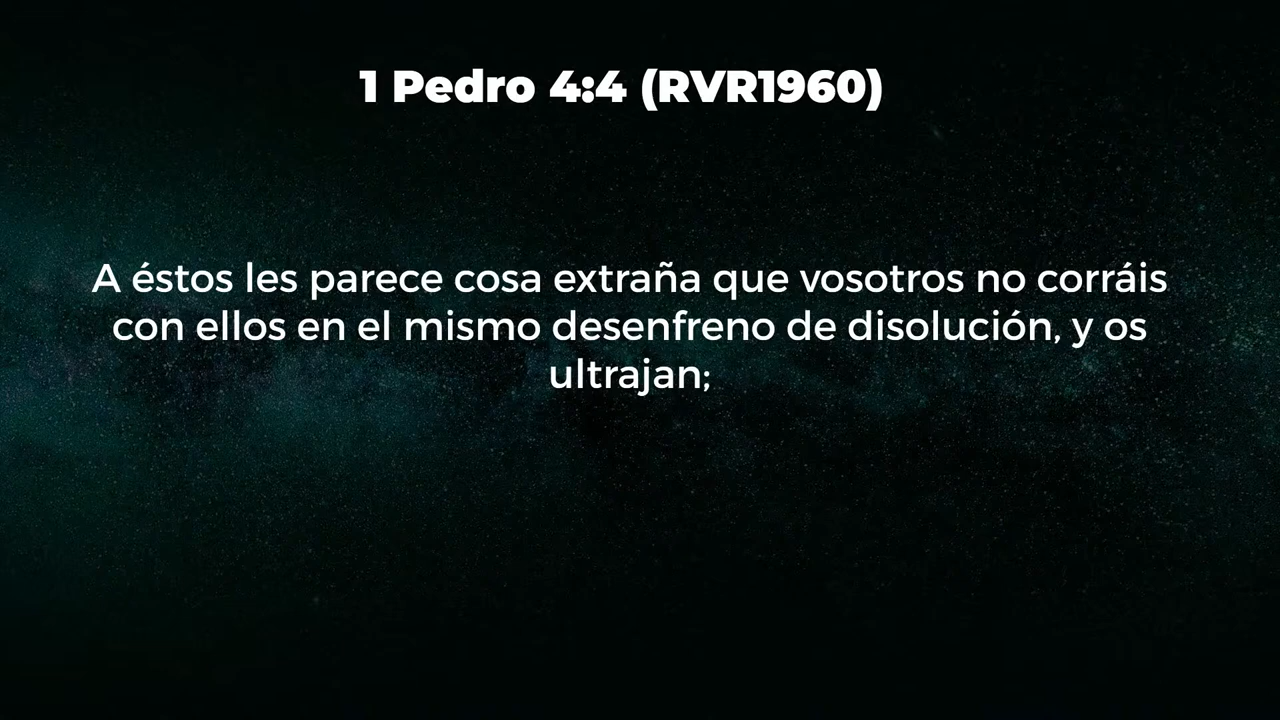 1 Pedro 4:4 (RVR1960)
A éstos les parece cosa extraña que vosotros no corráis
con ellos en el mismo desenfreno de disolución, y os
ultrajan;